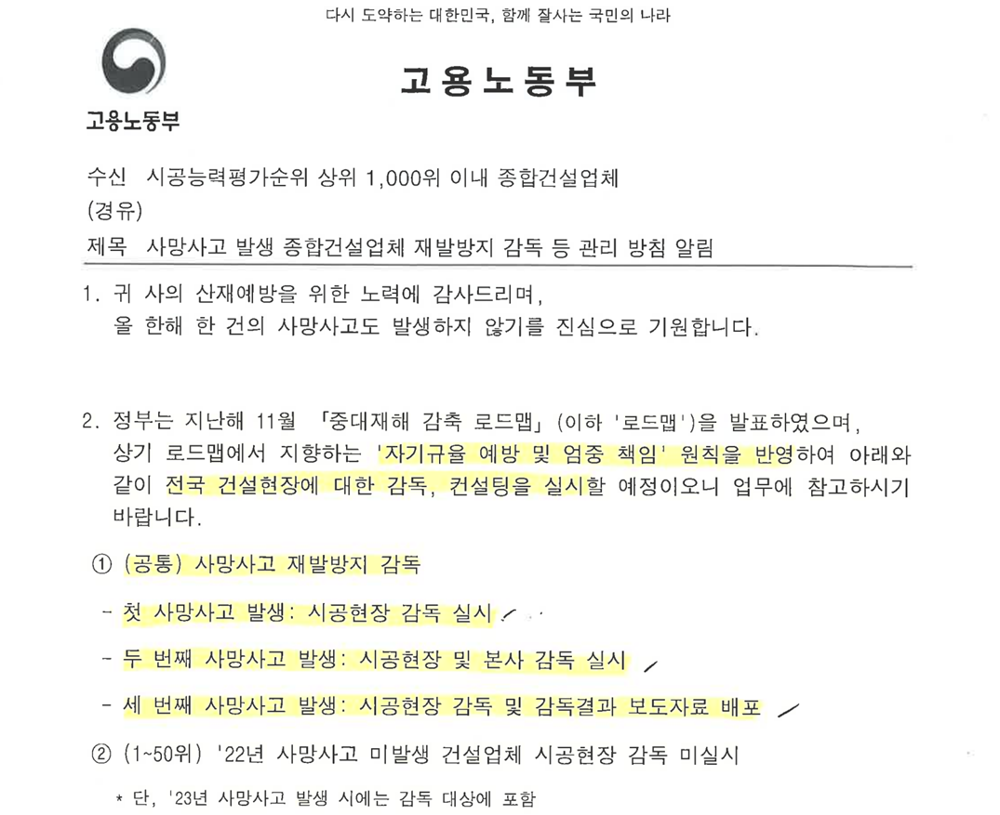 다시 도약하는 대한민국, 함께 잘사는 국민의 나라
고용노동부
고용노동부
수신 시공능력평가순위 상위 1,000위 이내 종합건설업체
(경유)
제목 사망사고 발생 종합건설업체 재발방지 감독 등 관리 방침 알림
1. 귀 사의 산재예방을 위한 노력에 감사드리며,
올 한해 한 건의 사망사고도 발생하지 않기를 진심으로 기원합니다.
2. 정부는 지난해 11월 「중대재해 감축 로드맵」(이하 '로드맵')을 발표하였으며,
상기 로드맵에서 지향하는 '자기규율 예방 및 엄중 책임' 원칙을 반영하여 아래와
같이 전국 건설현장에 대한 감독, 컨설팅을 실시할 예정이오니 업무에 참고하시기
바랍니다.
① (공통) 사망사고 재발방지 감독
- 첫 사망사고 발생: 시공현장 감독 실시
- 두 번째 사망사고 발생: 시공현장 및 본사 감독 실시
- 세 번째 사망사고 발생: 시공현장 감독 및 감독결과 보도자료 배포
② (1~50위) '22년 사망사고 미발생 건설업체 시공현장 감독 미실시
* 단, '23년 사망사고 발생 시에는 감독 대상에 포함